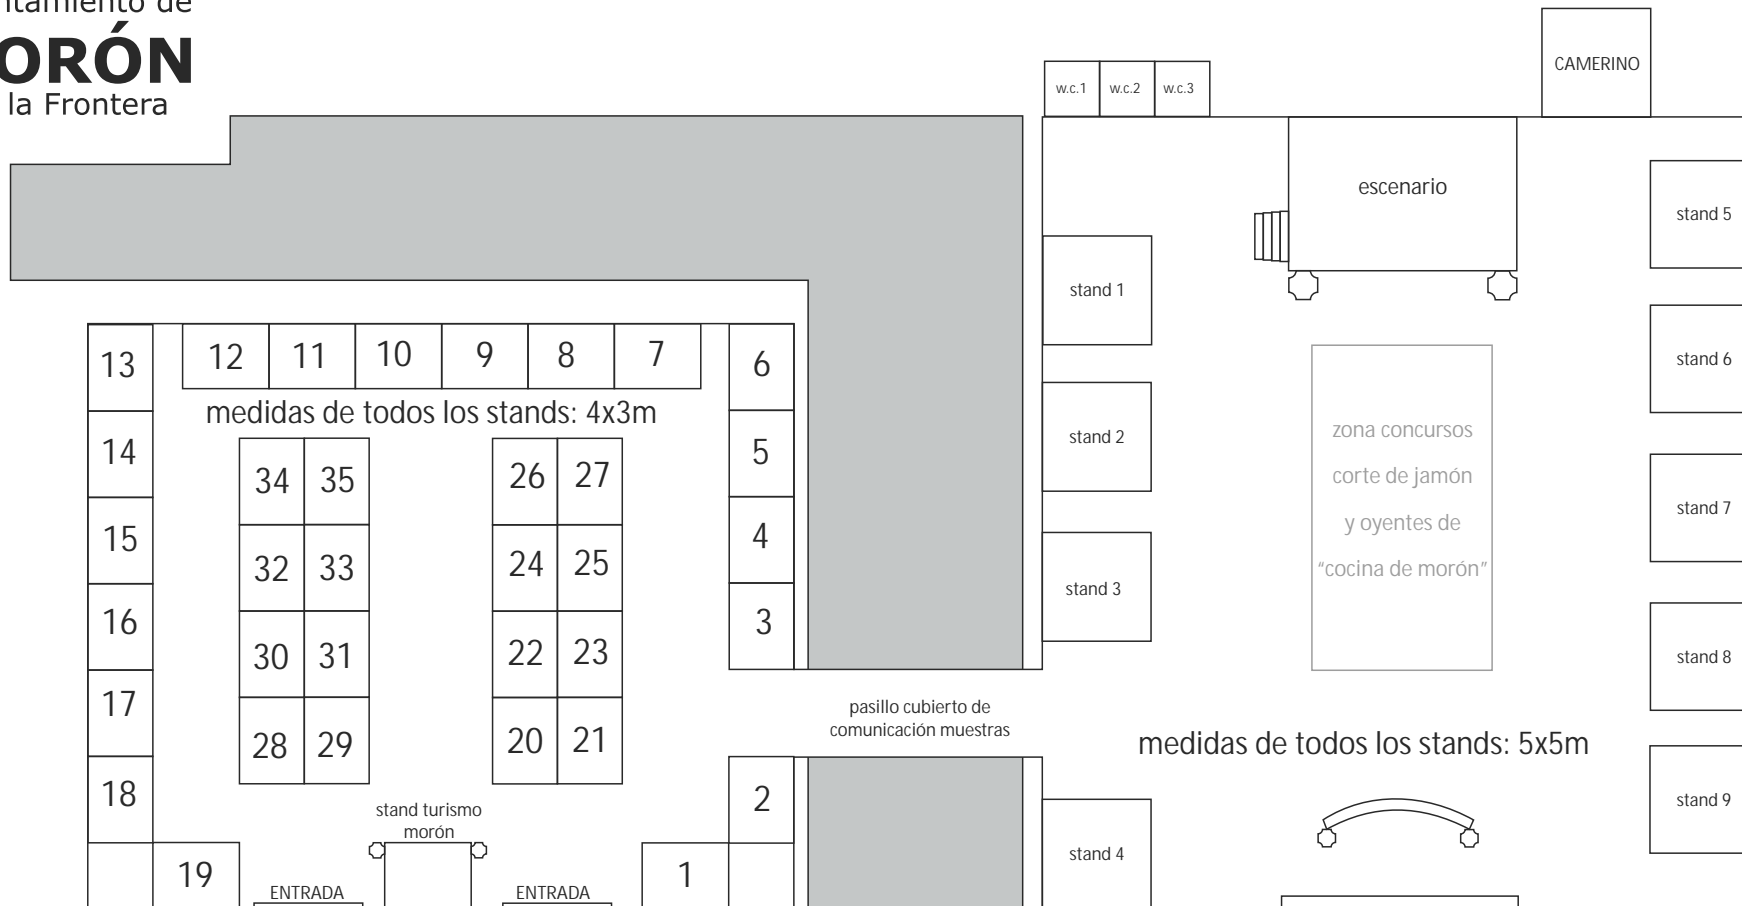 ntamiento de
ORÓN
la Frontera
CAMERINO
w.c.1 w.c.2 w.c.3
escenario
stand 5
stand 1
stand 6
13 12 11 10 9 8 7 6
medidas de todos los stands: 4x3m
14
5
stand 2
zona concursos
corte de jamón
y oyentes de
"cocina de morón"
34 35
26 27
stand 7
15
32 33
24 25
4
stand 3
16
30 31
22 23
3
stand 8
17
28 29
20 21
pasillo cubierto de
comunicación muestras
medidas de todos los stands: 5x5m
18
stand turismo
morón
2
stand 9
stand 4
19
ENTRADA
ENTRADA
1